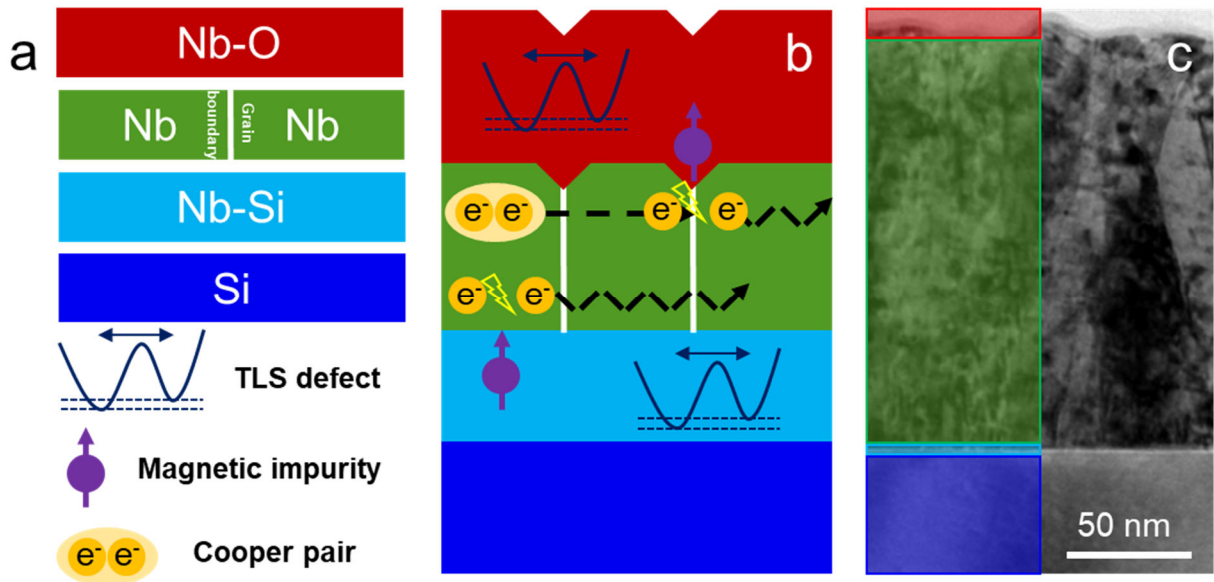 a
Nb-O
Nb
boundary
Grain
Nb
Nb-Si
Si
TLS defect
Magnetic impurity
e- e-
Cooper pair
b
e- e-
e- e-
e- e-
c
50 nm